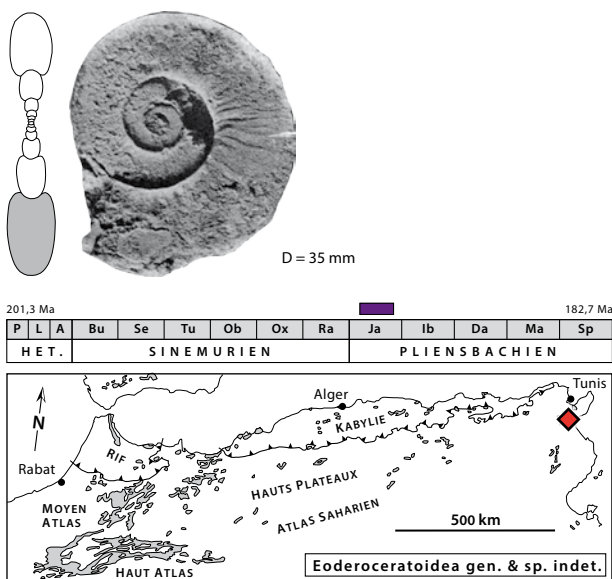 D = 35 mm
201,3 Ma 182,7 Ma
P L A Bu Se Tu Ob Ox Ra Ja Ib Da Ma Sp
HET. SINEMURIEN PLIENSBACHIEN
N
Rabat
RIF
Alger
KABYLIE
Tunis
MOYEN
ATLAS
HAUTS PLATEAUX
ATLAS SAHARIEN
500 km
HAUT ATLAS
Eoderoceratoidea gen. & sp. indet.